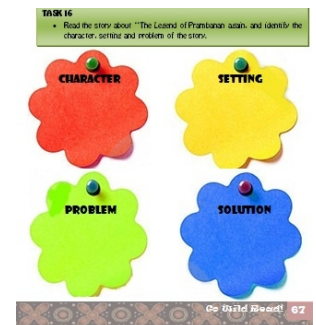 TASK 16
• Read the story about "The Legend of Prambanan again, and identify the
character, setting and problem of the story.
CHARACTER
SETTING
PROBLEM
SOLUTION
Go Wild Read! 67